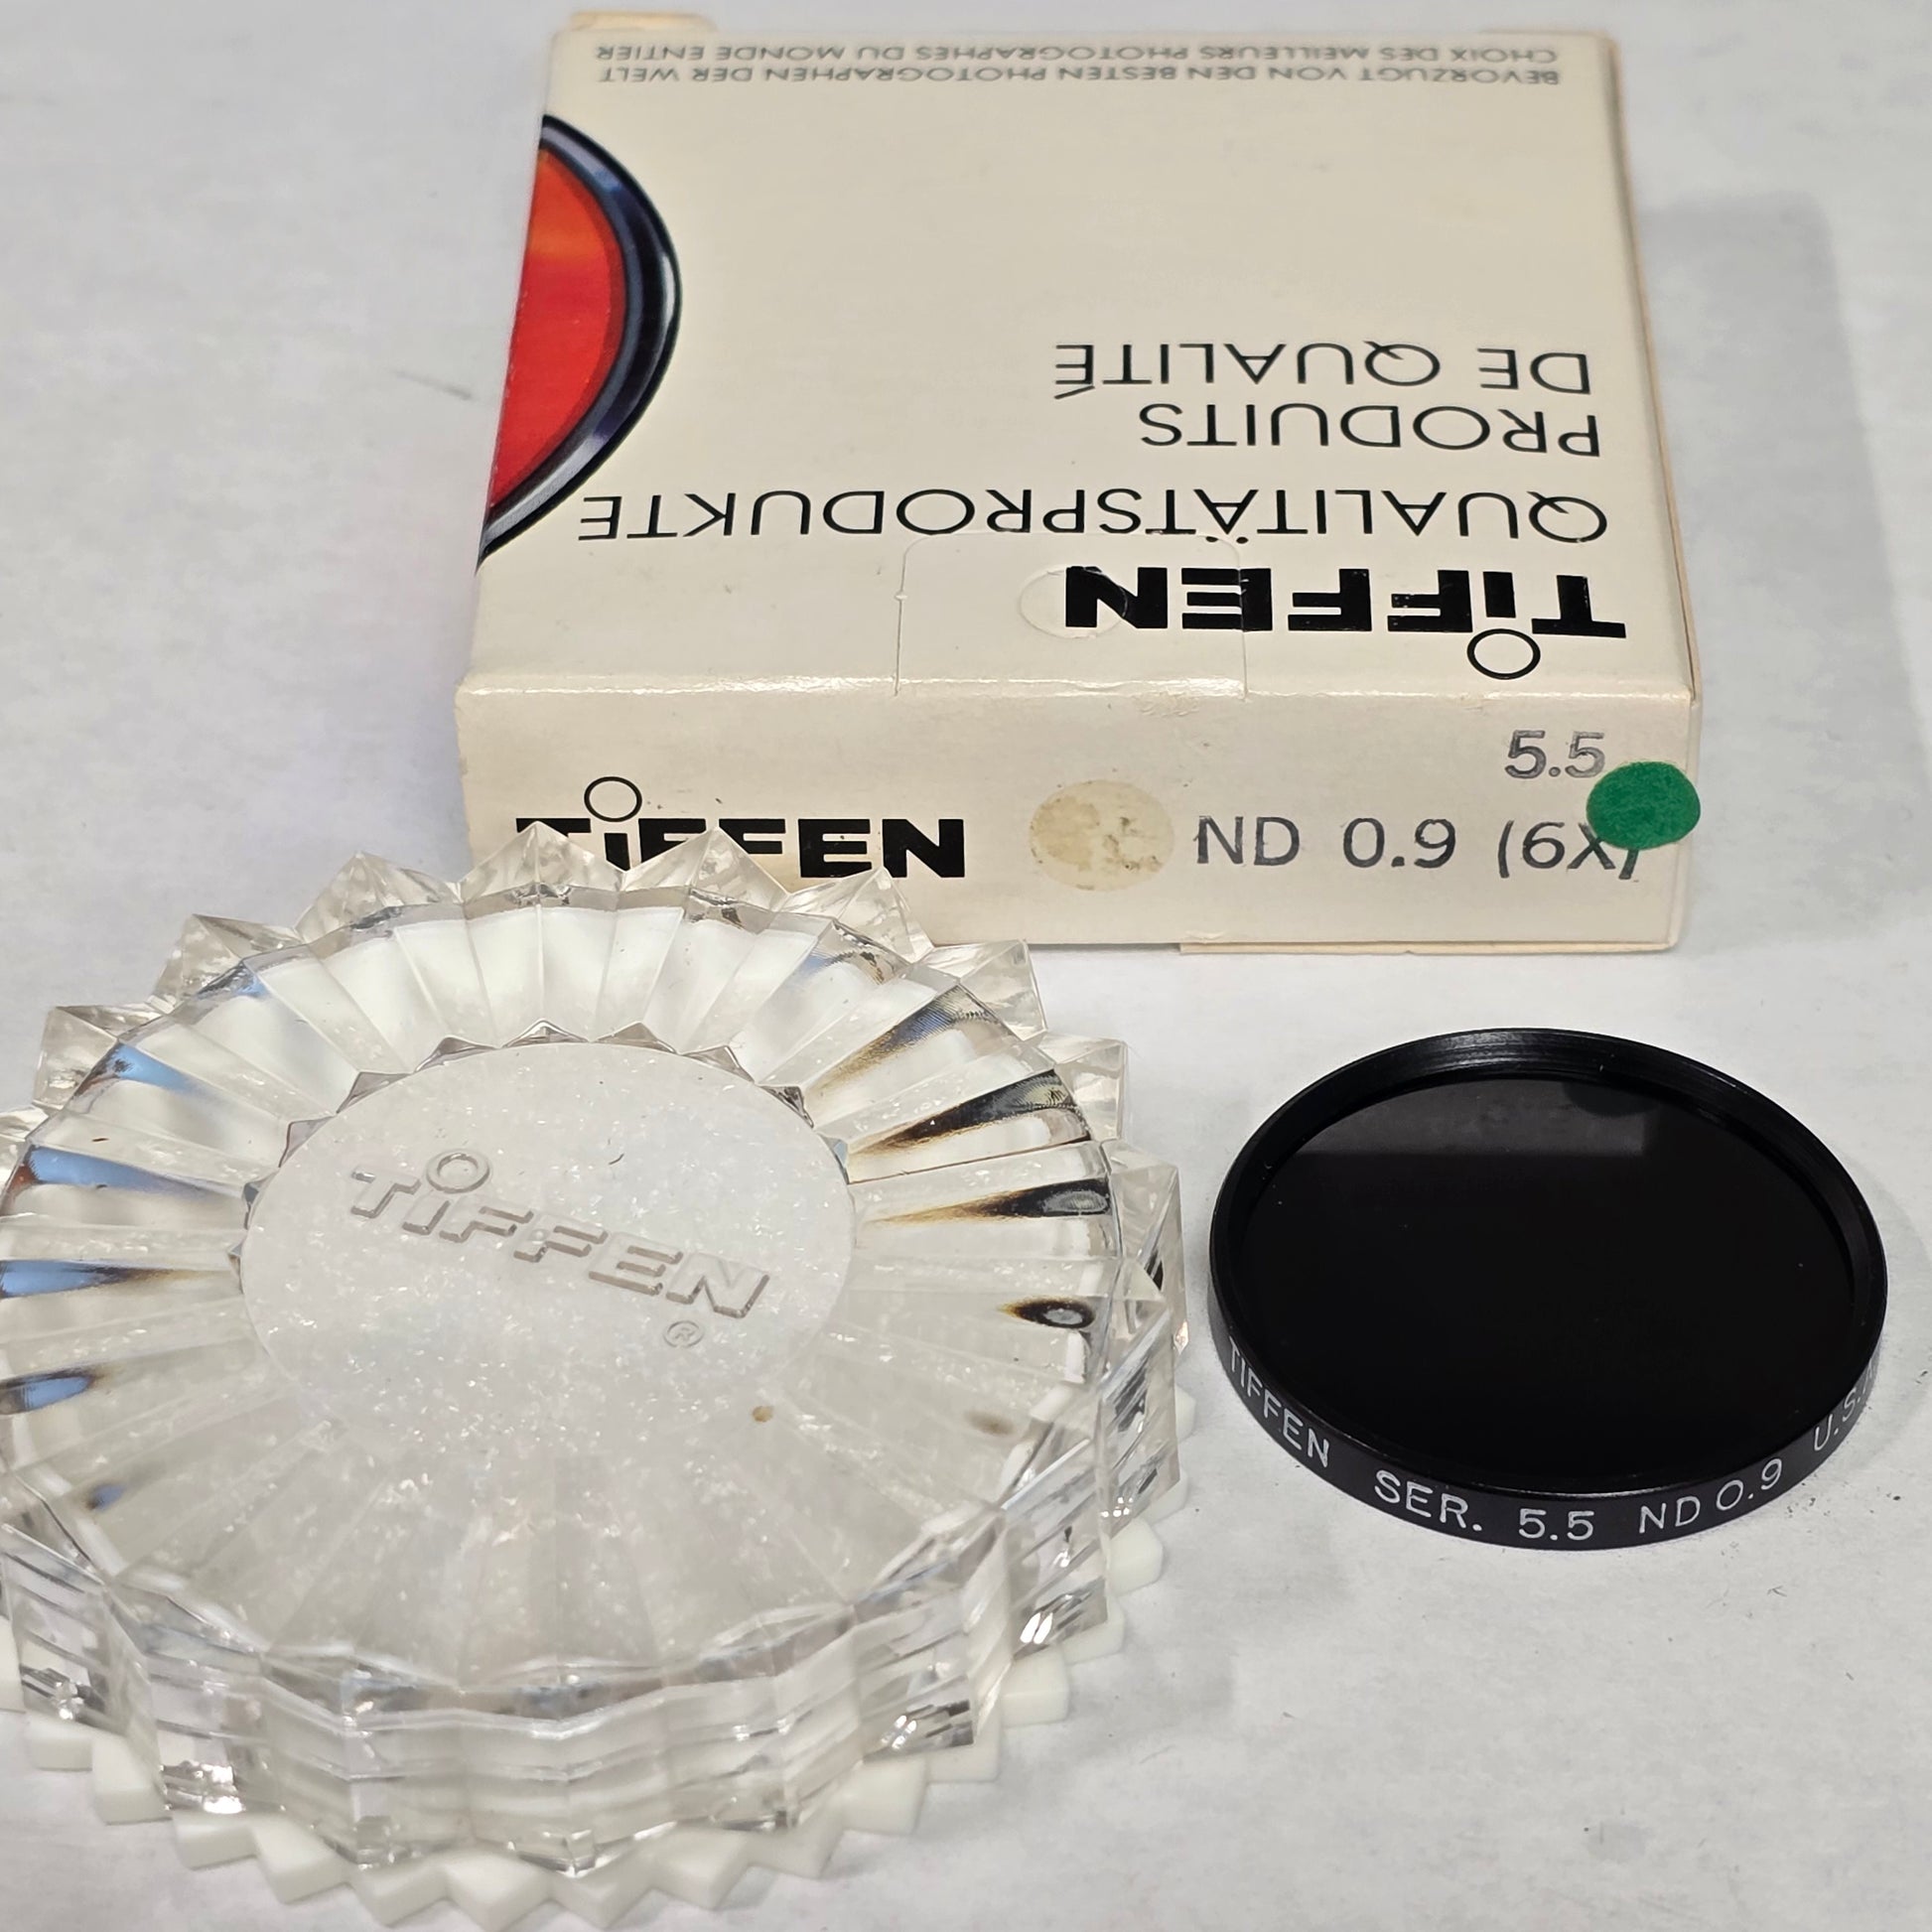 CHOIX DES MEILLEURS PHOTOGRAPHES DU MONDE ENTIER
BEVORZUGT VON DEN BESTEN PHOTOGRAPHEN DER WELT
TiFFEN
QUALITÄTSPRODUKTE
PRODUITS
DE QUALITÉ
5.5
TiFFEN ND 0.9 (6X)
TiFFEN ®
TIFFEN SER. 5.5 ND 0.9